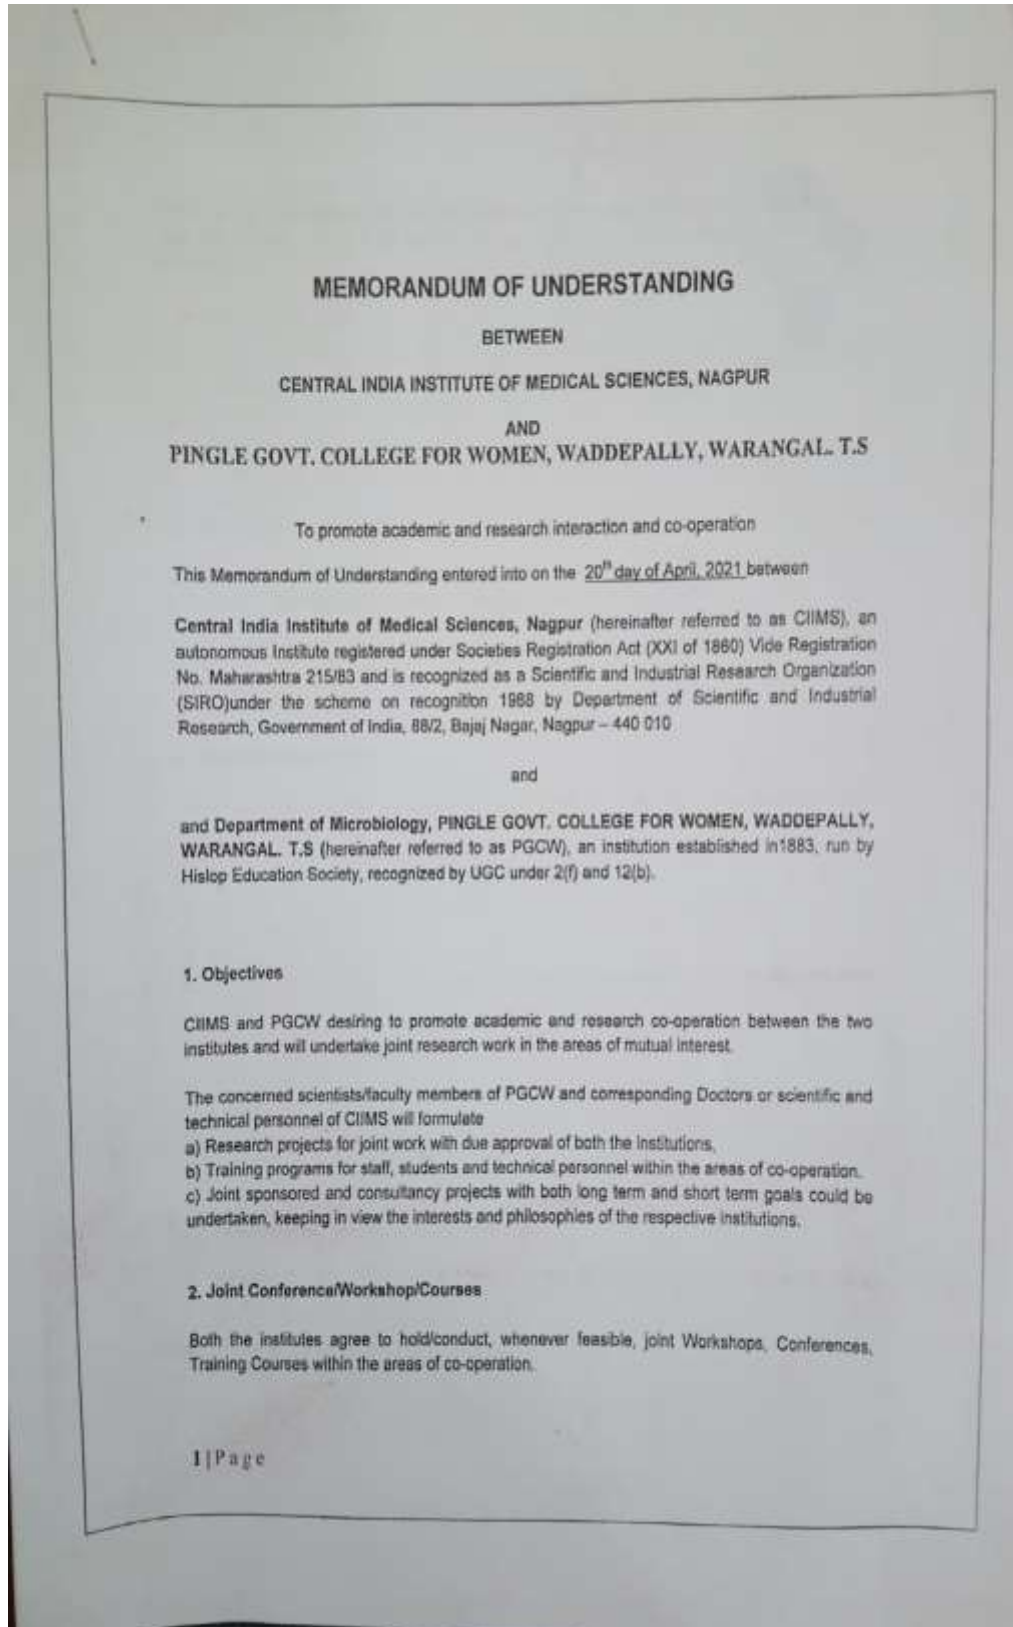 MEMORANDUM OF UNDERSTANDING
BETWEEN
CENTRAL INDIA INSTITUTE OF MEDICAL SCIENCES, NAGPUR
AND
PINGLE GOVT. COLLEGE FOR WOMEN, WADDEPALLY, WARANGAL. T.S
To promote academic and research interaction and co-operation
This Memorandum of Understanding entered into on the 20th day of April, 2021 between
Central India Institute of Medical Sciences, Nagpur (hereinafter referred to as CIIMS), an
autonomous Institute registered under Societies Registration Act (XXI of 1860) Vide Registration
No. Maharashtra 215/83 and is recognized as a Scientific and Industrial Research Organization
(SIRO)under the scheme on recognition 1988 by Department of Scientific and Industrial
Research, Government of India, 88/2, Bajaj Nagar, Nagpur – 440 010
and
and Department of Microbiology, PINGLE GOVT. COLLEGE FOR WOMEN, WADDEPALLY,
WARANGAL. T.S (hereinafter referred to as PGCW), an institution established in1883, run by
Hislop Education Society, recognized by UGC under 2(f) and 12(b).
1. Objectives
CIIMS and PGCW desiring to promote academic and research co-operation between the two
institutes and will undertake joint research work in the areas of mutual interest.
The concerned scientists/faculty members of PGCW and corresponding Doctors or scientific and
technical personnel of CIIMS will formulate
a) Research projects for joint work with due approval of both the Institutions.
b) Training programs for staff, students and technical personnel within the areas of co-operation.
c) Joint sponsored and consultancy projects with both long term and short term goals could be
undertaken, keeping in view the interests and philosophies of the respective institutions.
2. Joint Conference/Workshop/Courses
Both the institutes agree to hold/conduct, whenever feasible, joint Workshops, Conferences,
Training Courses within the areas of co-operation.
1|Page